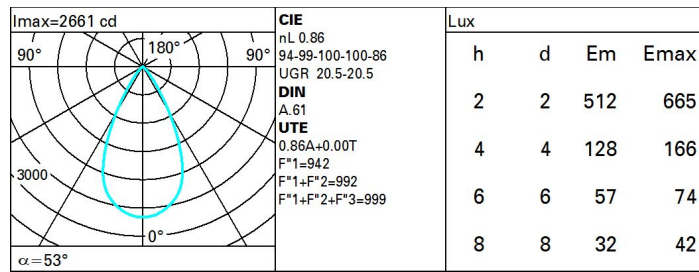 Imax=2661 cd
90° 180° 90°
3000
0°
α=53°
CIE
nL 0.86
94-99-100-100-86
UGR 20.5-20.5
DIN
A.61
UTE
0.86A+0.00T
F"1=942
F"1+F"2=992
F"1+F"2+F"3=999
Lux
h d Em Emax
2 2 512 665
4 4 128 166
6 6 57 74
8 8 32 42